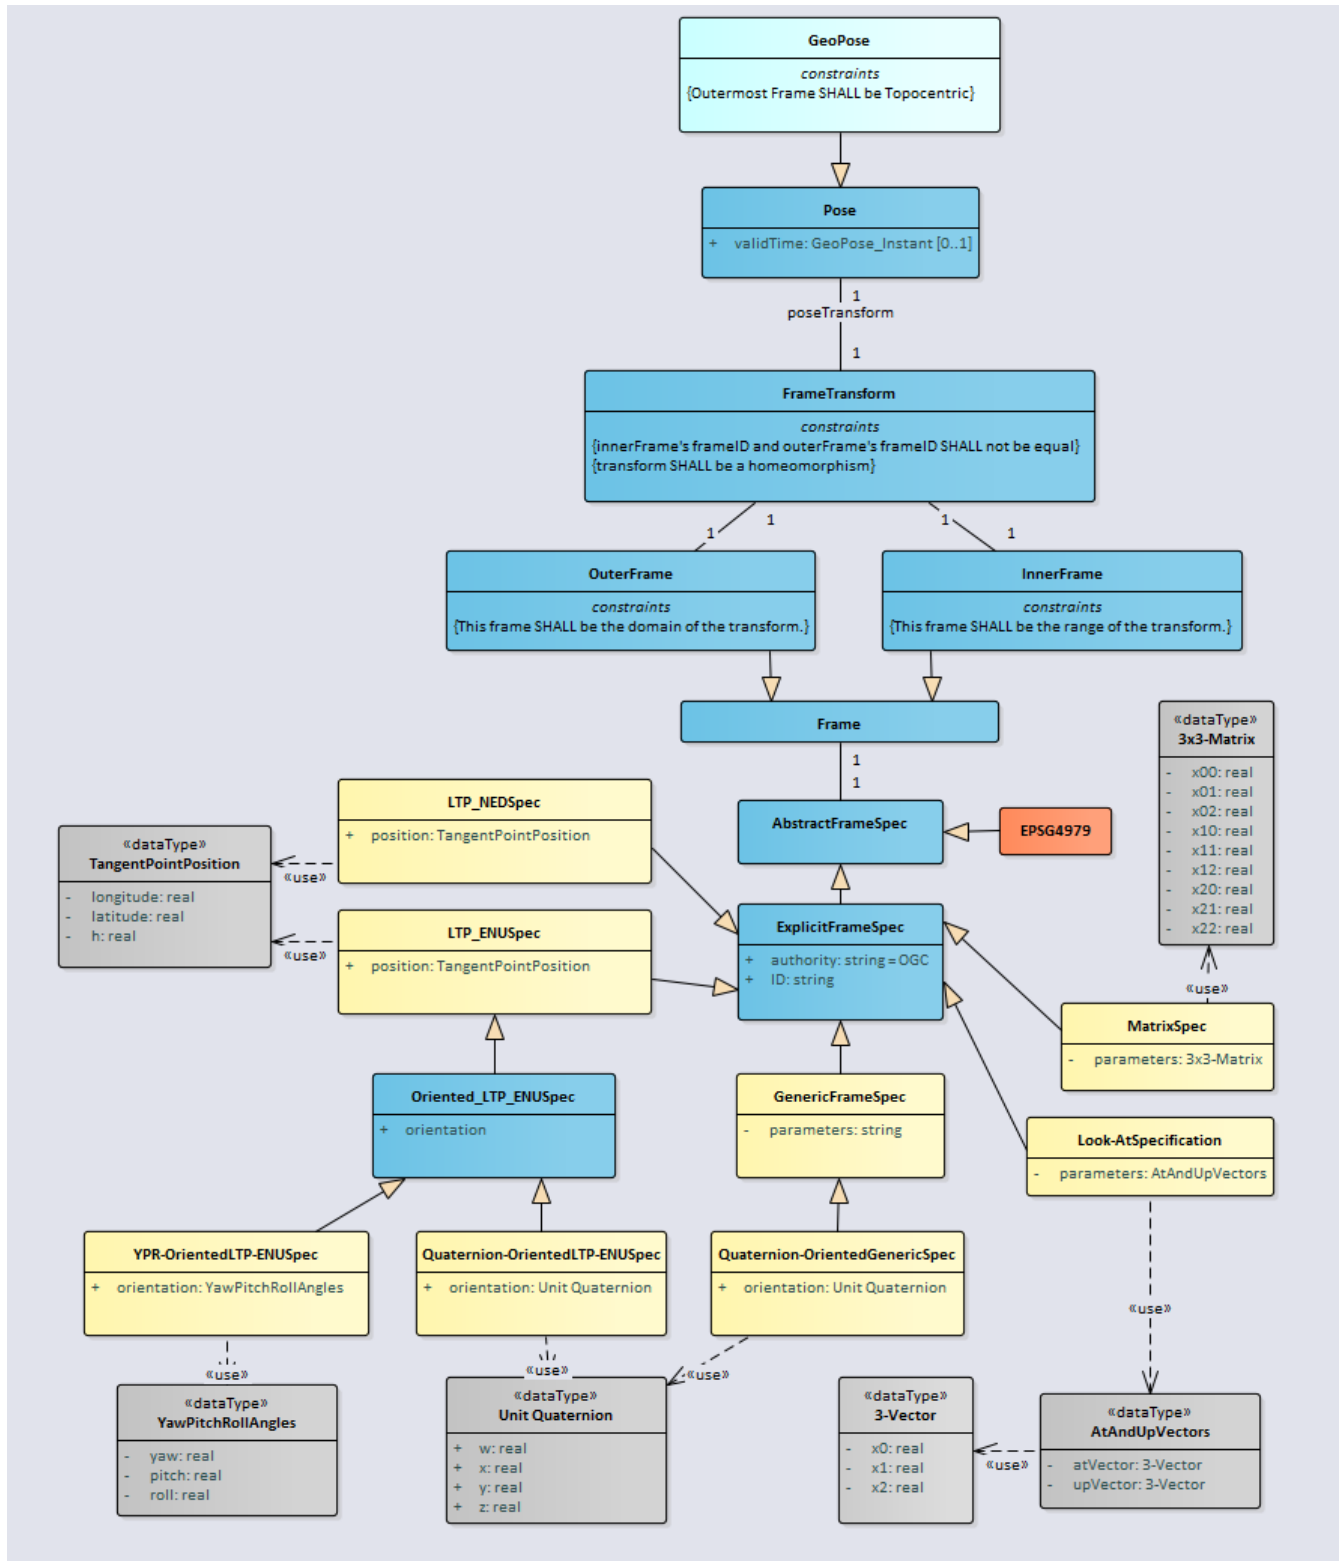 GeoPose
constraints
{Outermost Frame SHALL be Topocentric}
Pose
+ validTime: GeoPose_Instant [0..1]
1
poseTransform
1
FrameTransform
constraints
{innerFrame's frameID and outerFrame's frameID SHALL not be equal}
{transform SHALL be a homeomorphism}
1
1
1
1
OuterFrame
constraints
{This frame SHALL be the domain of the transform.}
InnerFrame
constraints
{This frame SHALL be the range of the transform.}
Frame
1
1
«dataType»
3x3-Matrix
- x00: real
- x01: real
- x02: real
- x10: real
- x11: real
- x12: real
- x20: real
- x21: real
- x22: real
LTP_NEDSpec
+ position: TangentPointPosition
AbstractFrameSpec
EPSG4979
«dataType»
TangentPointPosition
- longitude: real
- latitude: real
- h: real
«use»
«use»
LTP_ENUSpec
+ position: TangentPointPosition
ExplicitFrameSpec
+ authority: string = OGC
+ ID: string
«use»
MatrixSpec
- parameters: 3x3-Matrix
Oriented_LTP_ENUSpec
+ orientation
GenericFrameSpec
- parameters: string
Look-AtSpecification
- parameters: AtAndUpVectors
YPR-OrientedLTP-ENUSpec
+ orientation: YawPitchRollAngles
Quaternion-OrientedLTP-ENUSpec
+ orientation: Unit Quaternion
Quaternion-OrientedGenericSpec
+ orientation: Unit Quaternion
«use»
«use»
«use»
«use»
«dataType»
YawPitchRollAngles
- yaw: real
- pitch: real
- roll: real
«dataType»
Unit Quaternion
+ w: real
+ x: real
+ y: real
+ z: real
«dataType»
3-Vector
- x0: real
- x1: real
- x2: real
«use»
«dataType»
AtAndUpVectors
- atVector: 3-Vector
- upVector: 3-Vector